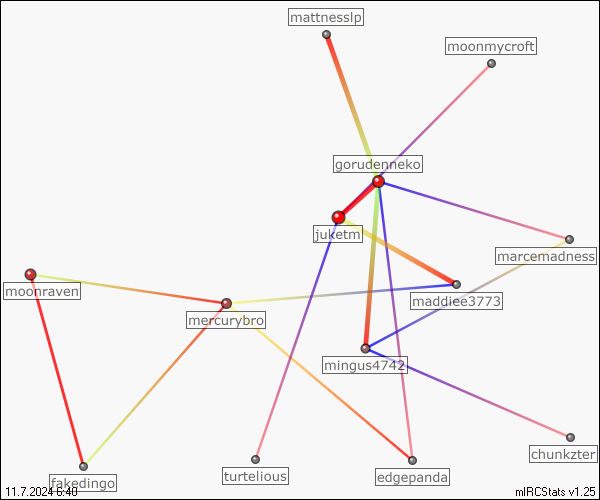 mattnesslp
moonmycroft
gorudenneko
juketm
marcemadness
moonraven
maddiee3773
mercurybro
mingus4742
chunkzter
turtelious
edgepanda
fakedingo
11.7.2024 6:40
mIRCStats v1.25